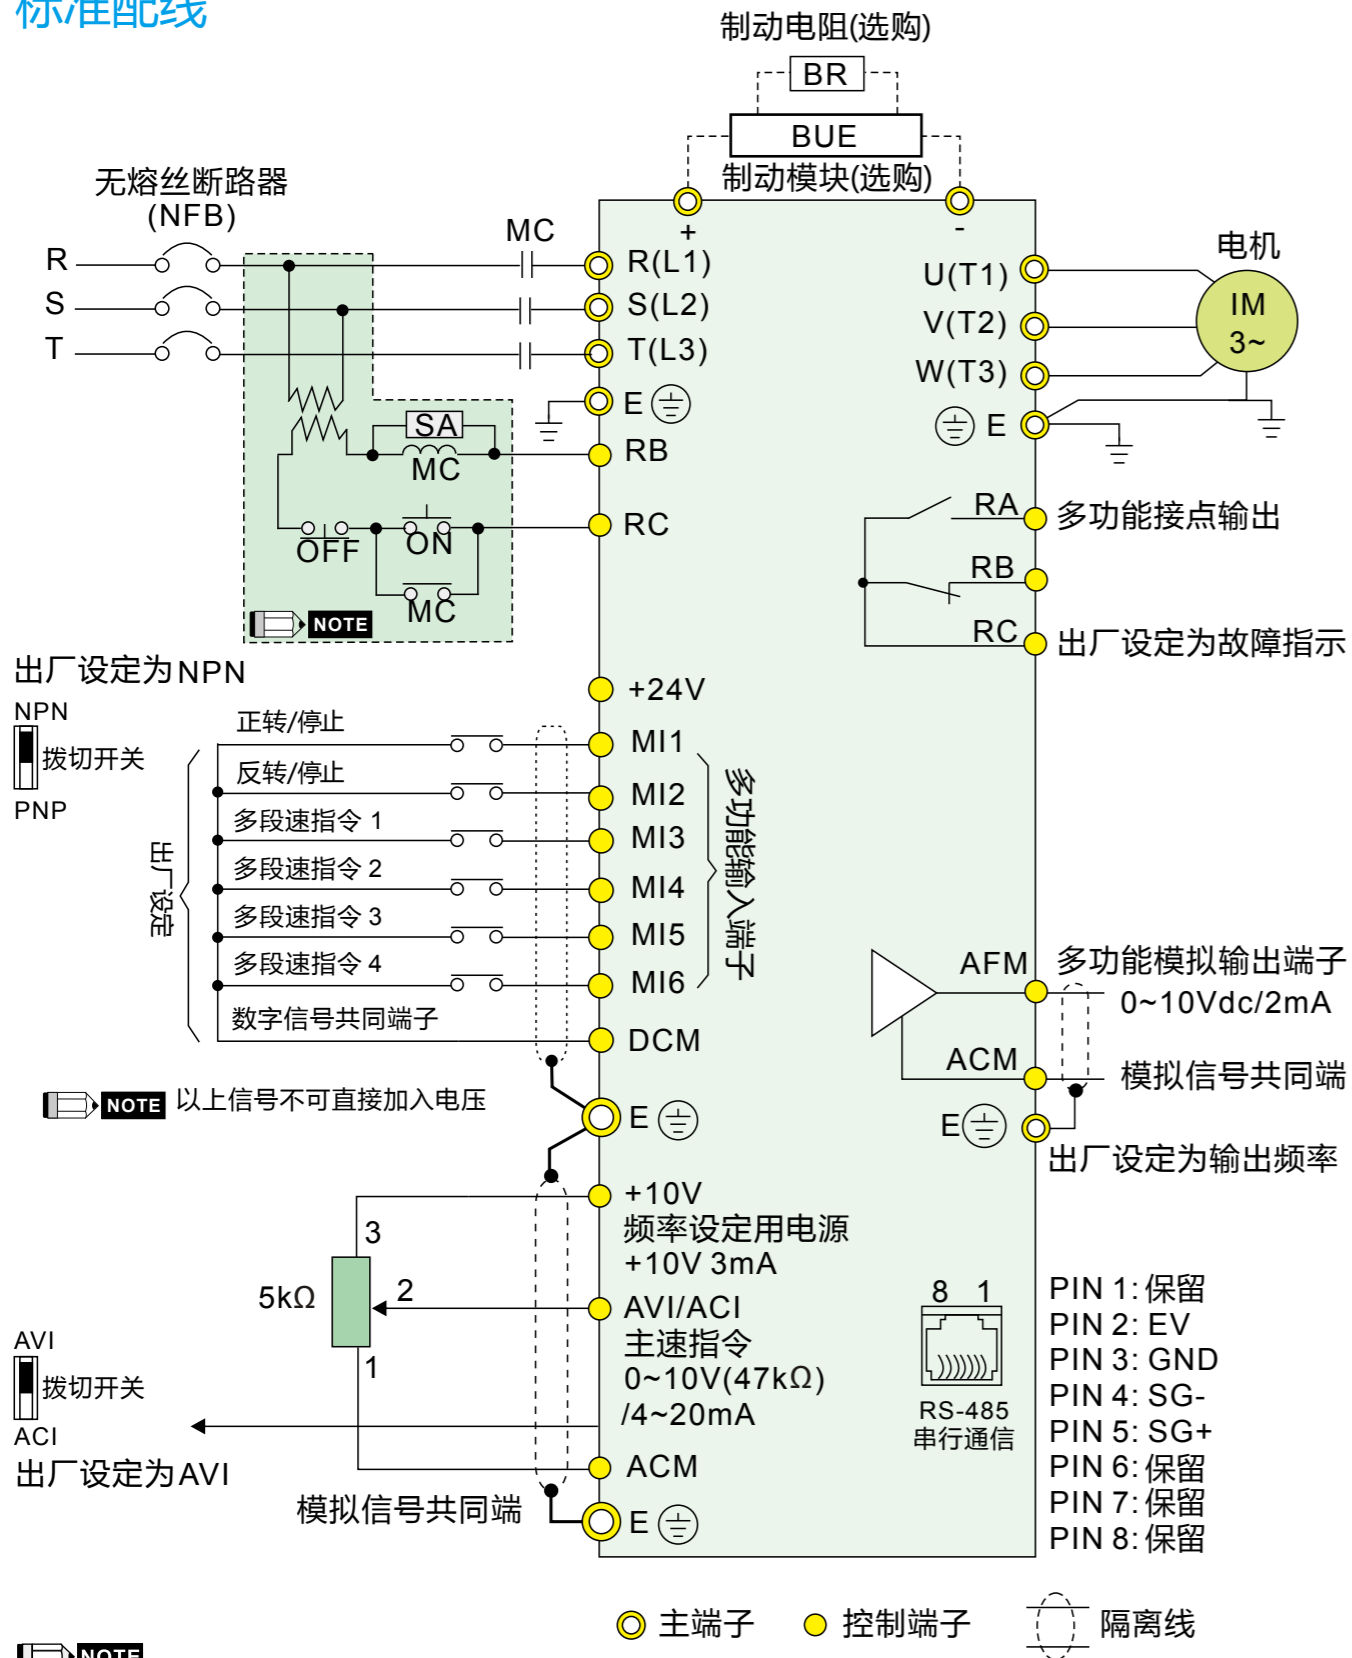 标准配线
制动电阻(选购)
BR
BUE
制动模块(选购)
无熔丝断路器
(NFB)
MC
+
-
R
S
T
R(L1)
S(L2)
T(L3)
E
U(T1)
V(T2)
W(T3)
E
电机
IM
3~
SA
MC
RB
OFF
ON
RC
MC
NOTE
RA
多功能接点输出
RB
RC
出厂设定为故障指示
出厂设定为NPN
NPN
拨切开关
PNP
出厂设定
+24V
正转/停止
MI1
反转/停止
MI2
多段速指令 1
MI3
多段速指令 2
MI4
多段速指令 3
MI5
多段速指令 4
MI6
数字信号共同端子
DCM
多功能输入端子
NOTE 以上信号不可直接加入电压
E
AFM
多功能模拟输出端子
0~10Vdc/2mA
ACM
模拟信号共同端
E
出厂设定为输出频率
+10V
频率设定用电源
+10V 3mA
3
5kΩ
2
1
AVI/ACI
主速指令
0~10V(47kΩ)
/4~20mA
AVI
拨切开关
ACI
出厂设定为AVI
ACM
模拟信号共同端
E
8 1
RS-485
串行通信
PIN 1:保留
PIN 2: EV
PIN 3: GND
PIN 4: SG-
PIN 5: SG+
PIN 6:保留
PIN 7:保留
PIN 8:保留
主端子
控制端子
隔离线
NOTE